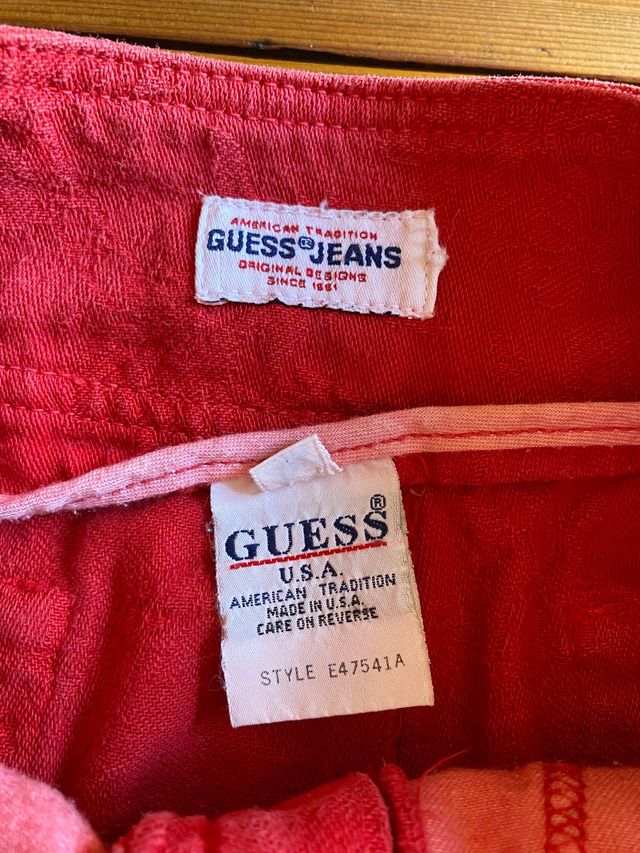 AMERICAN TRADITION
GUESS® JEANS
ORIGINAL DESIGNS
SINCE 1981
GUESS®
U.S.A.
AMERICAN TRADITION
MADE IN U.S.A.
CARE ON REVERSE
STYLE E47541A